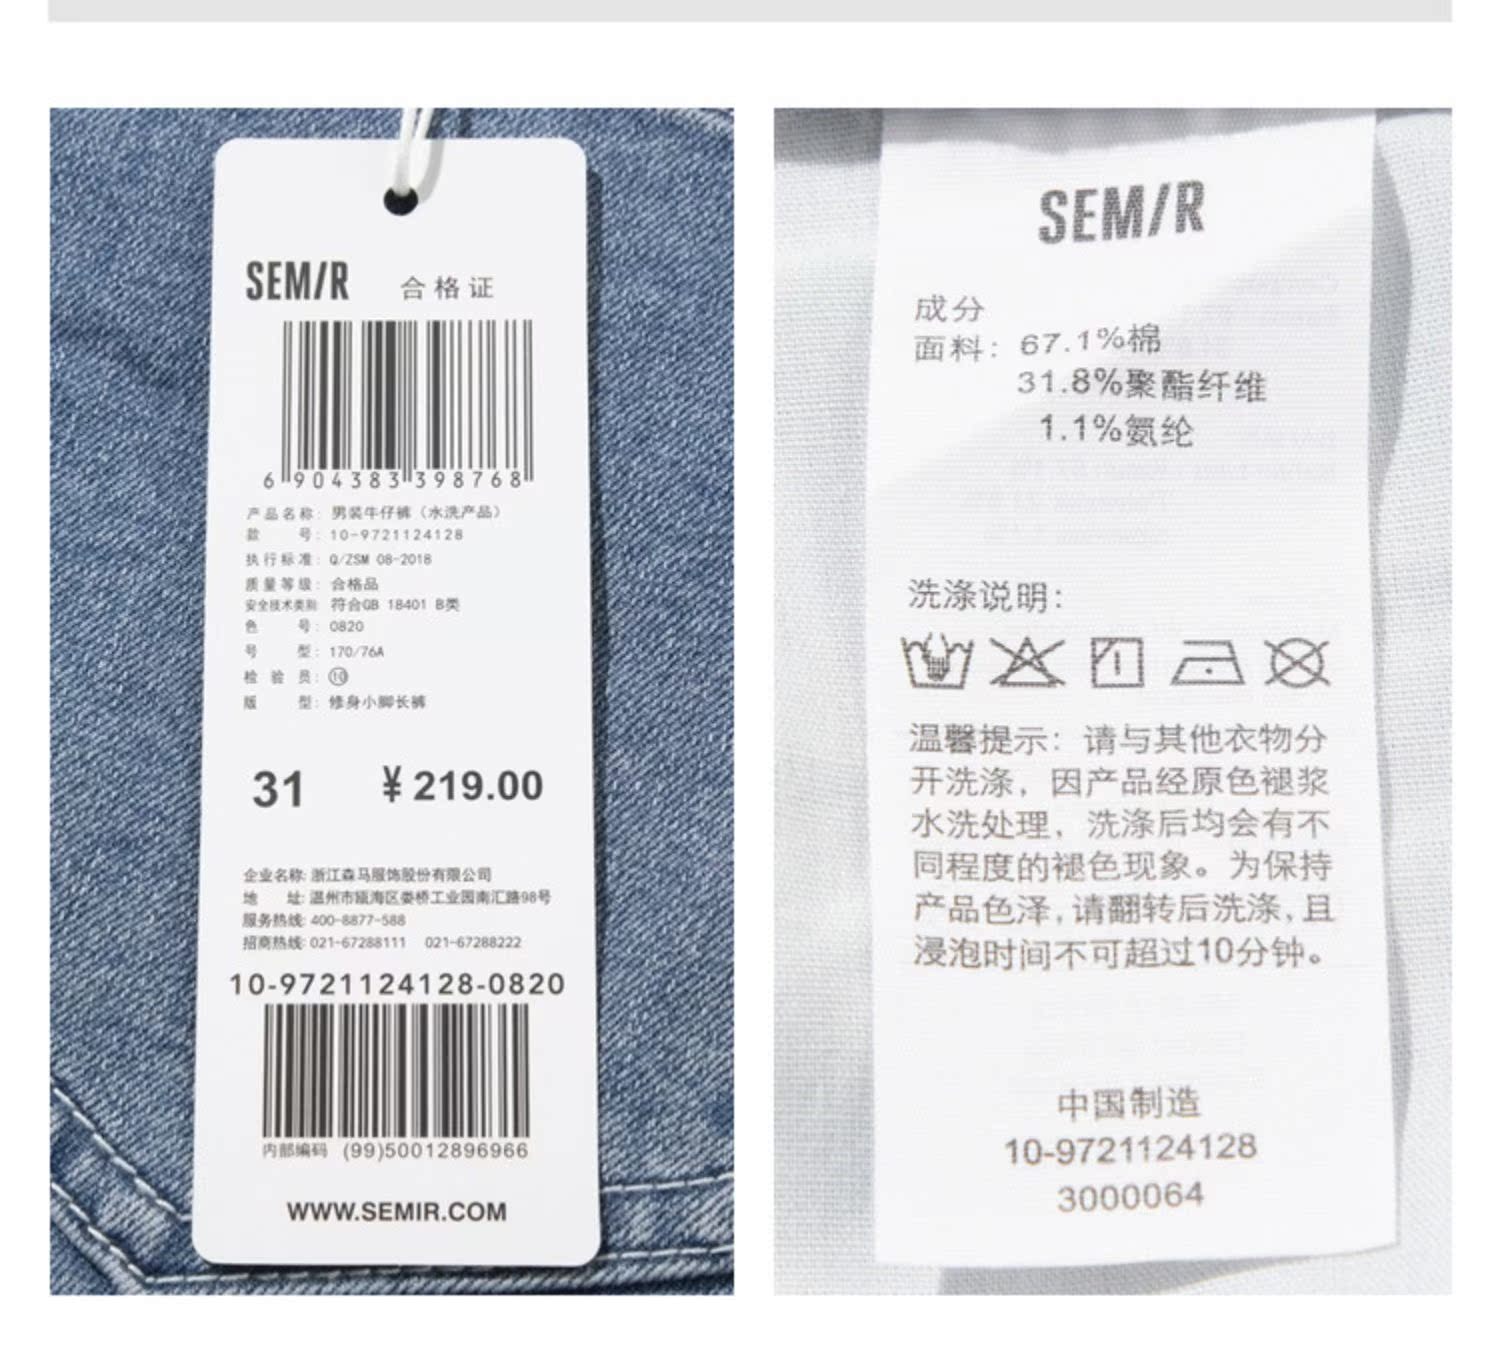 SEM/R 合格证
6 904383 398768
产品名称: 男装牛仔裤（水洗产品）
款 号: 10-9721124128
执行标准: Q/ZSM 08-2018
质量等级: 合格品
安全技术类别: 符合GB 18401 B类
色 号: 0820
号 型: 170/76A
检 验 员: ⑩
版 型: 修身小脚长裤
31 ¥ 219.00
企业名称: 浙江森马服饰股份有限公司
地 址: 温州市瓯海区娄桥工业园南汇路98号
服务热线: 400-8877-588
招商热线: 021-67288111 021-67288222
10-9721124128-0820
内部编码 (99)50012896966
WWW.SEMIR.COM
SEM/R
成分
面料: 67.1%棉
31.8%聚酯纤维
1.1%氨纶
洗涤说明:
温馨提示: 请与其他衣物分
开洗涤，因产品经原色褪浆
水洗处理，洗涤后均会有不
同程度的褪色现象。为保持
产品色泽,请翻转后洗涤,且
浸泡时间不可超过10分钟。
中国制造
10-9721124128
3000064